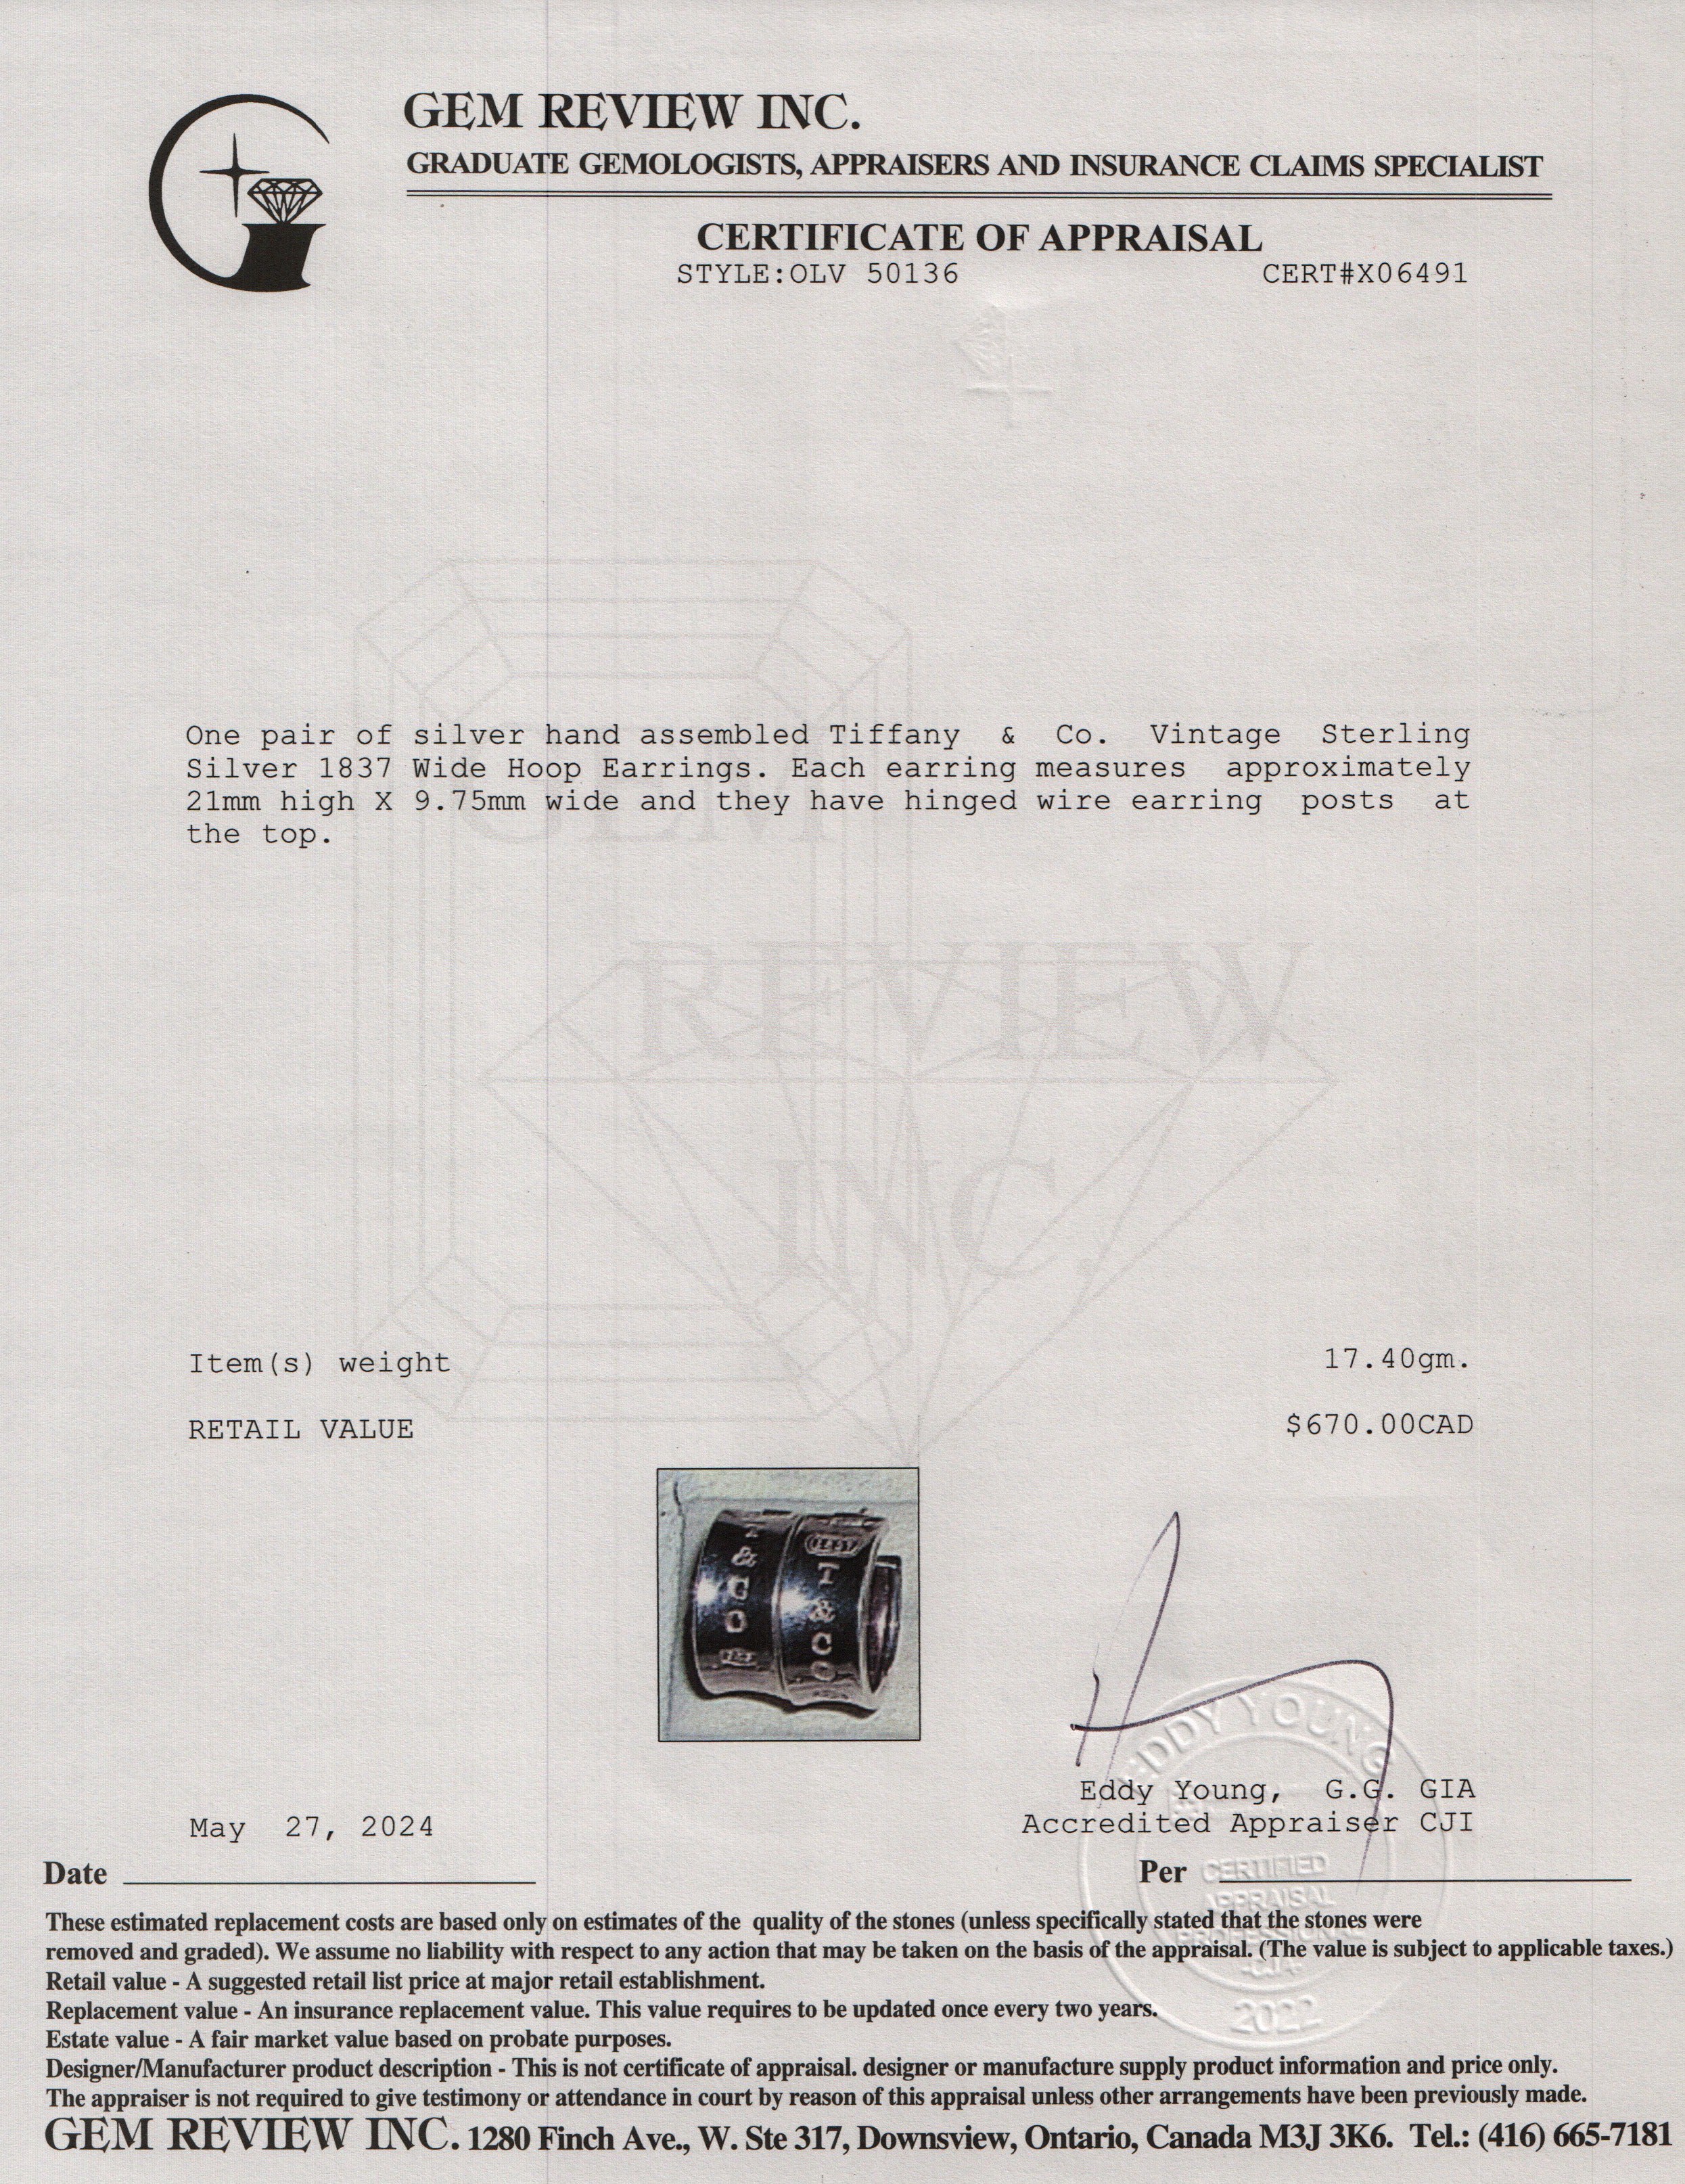 GEM REVIEW INC.
GRADUATE GEMOLOGISTS, APPRAISERS AND INSURANCE CLAIMS SPECIALIST
CERTIFICATE OF APPRAISAL
STYLE:OLV 50136 CERT#X06491
One pair of silver hand assembled Tiffany & Co. Vintage Sterling
Silver 1837 Wide Hoop Earrings. Each earring measures approximately
21mm high X 9.75mm wide and they have hinged wire earring posts at
the top.
GEM
REVIEW
INC.
Item(s) weight 17.40gm.
RETAIL VALUE $670.00CAD
T & CO
1837 T & CO
EDDY YOUNG
Eddy Young, G.G. GIA
Accredited Appraiser CJI
May 27, 2024
Date
Per
CERTIFIED
APPRAISAL
PROFESSIONAL
-CJA-
2022
These estimated replacement costs are based only on estimates of the quality of the stones (unless specifically stated that the stones were
removed and graded). We assume no liability with respect to any action that may be taken on the basis of the appraisal. (The value is subject to applicable taxes.)
Retail value - A suggested retail list price at major retail establishment.
Replacement value - An insurance replacement value. This value requires to be updated once every two years.
Estate value - A fair market value based on probate purposes.
Designer/Manufacturer product description - This is not certificate of appraisal. designer or manufacture supply product information and price only.
The appraiser is not required to give testimony or attendance in court by reason of this appraisal unless other arrangements have been previously made.
GEM REVIEW INC. 1280 Finch Ave., W. Ste 317, Downsview, Ontario, Canada M3J 3K6. Tel.: (416) 665-7181